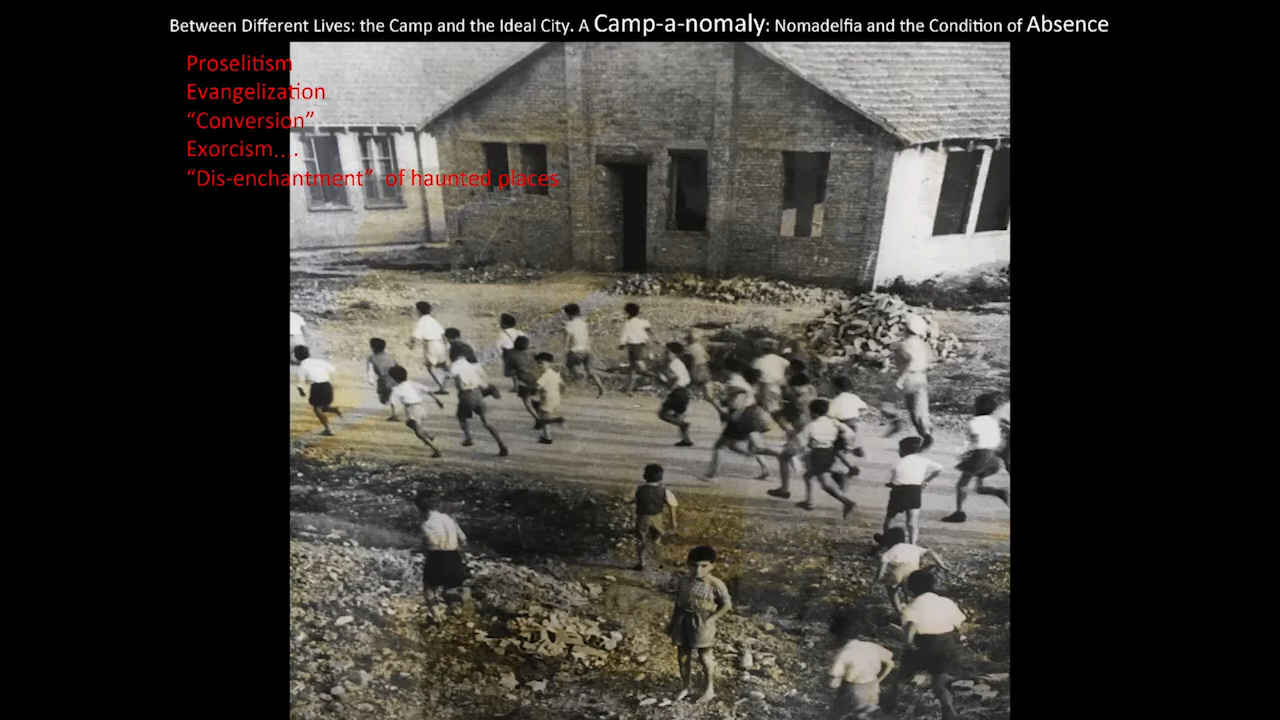 Between Different Lives: the Camp and the Ideal City. A Camp-a-nomaly: Nomadelfia and the Condition of Absence
Proselitism
Evangelization
“Conversion”
Exorcism....
“Dis-enchantment” of haunted places